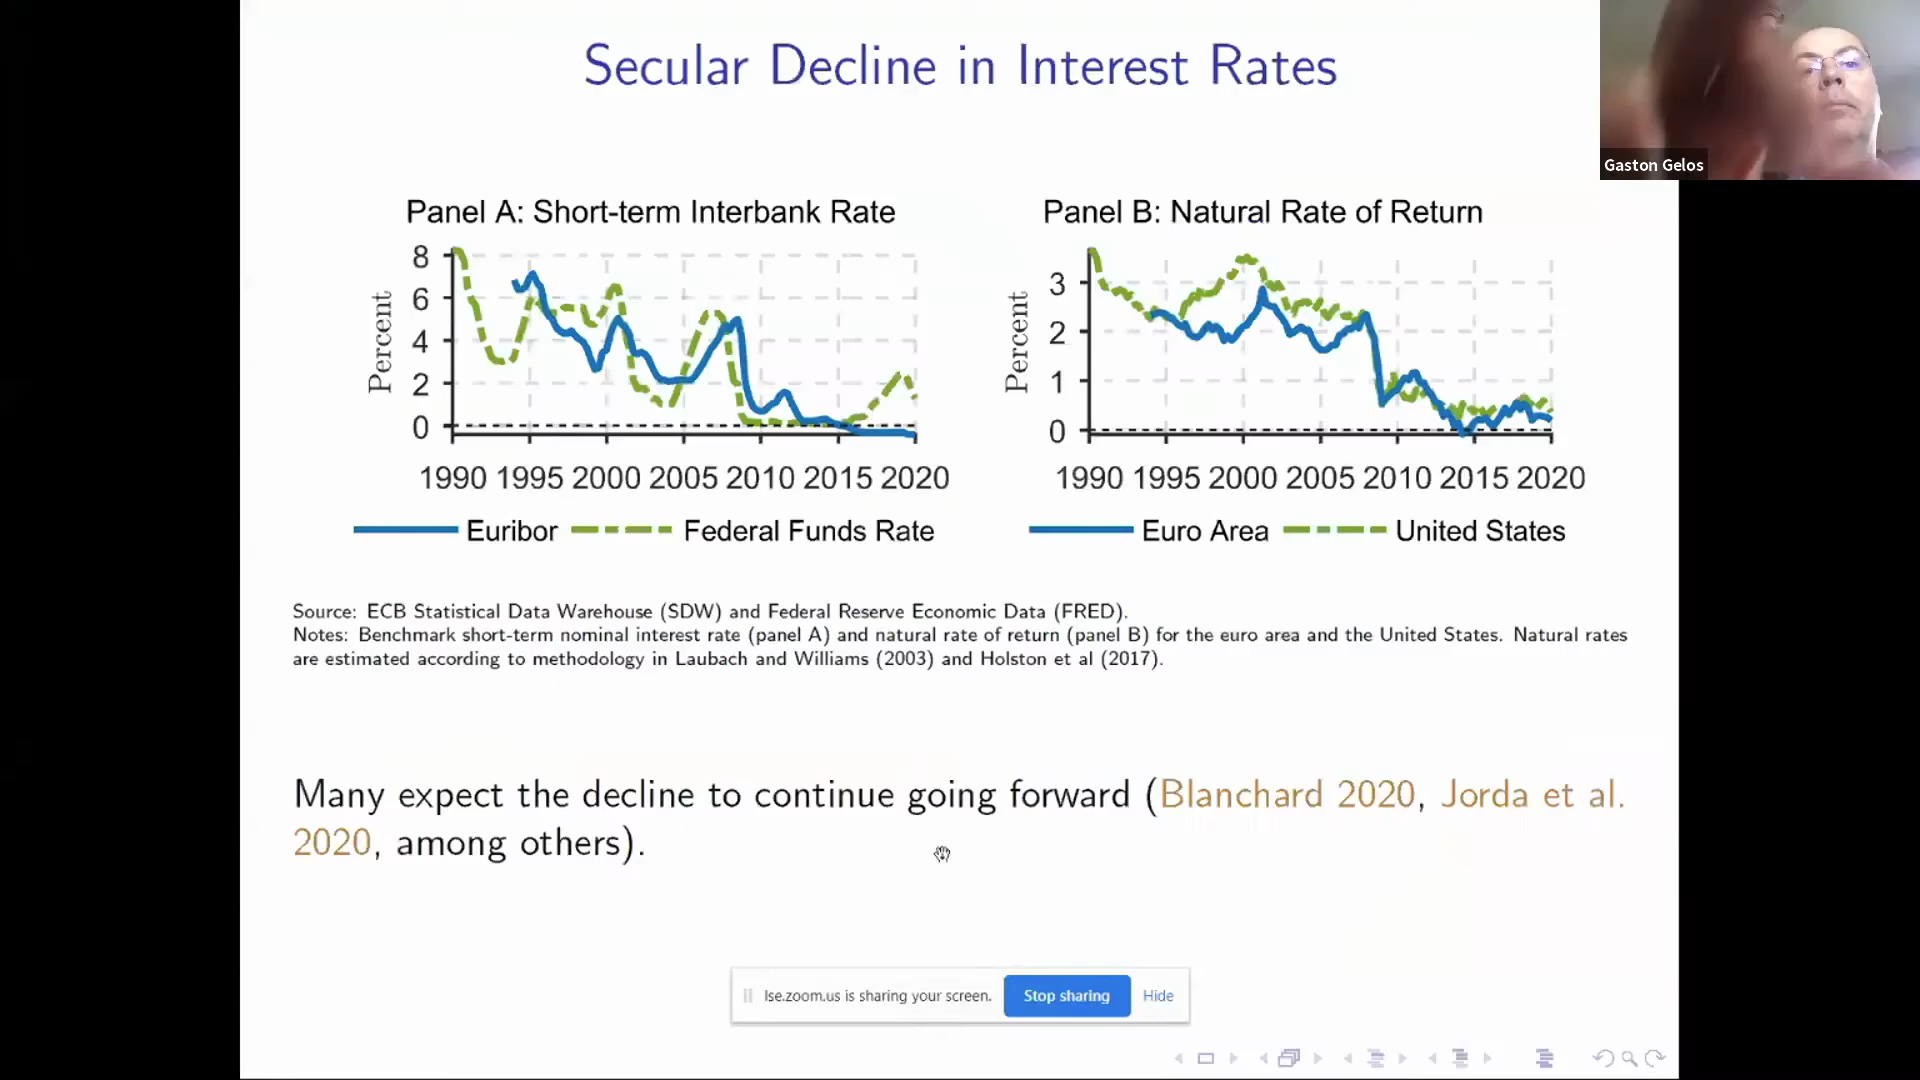 Secular Decline in Interest Rates
Gaston Gelos
Panel A: Short-term Interbank Rate
Percent
8
6
4
2
0
1990 1995 2000 2005 2010 2015 2020
Euribor Federal Funds Rate
Panel B: Natural Rate of Return
Percent
3
2
1
0
1990 1995 2000 2005 2010 2015 2020
Euro Area United States
Source: ECB Statistical Data Warehouse (SDW) and Federal Reserve Economic Data (FRED).
Notes: Benchmark short-term nominal interest rate (panel A) and natural rate of return (panel B) for the euro area and the United States. Natural rates
are estimated according to methodology in Laubach and Williams (2003) and Holston et al (2017).
Many expect the decline to continue going forward (Blanchard 2020, Jorda et al.
2020, among others).
lse.zoom.us is sharing your screen. Stop sharing Hide